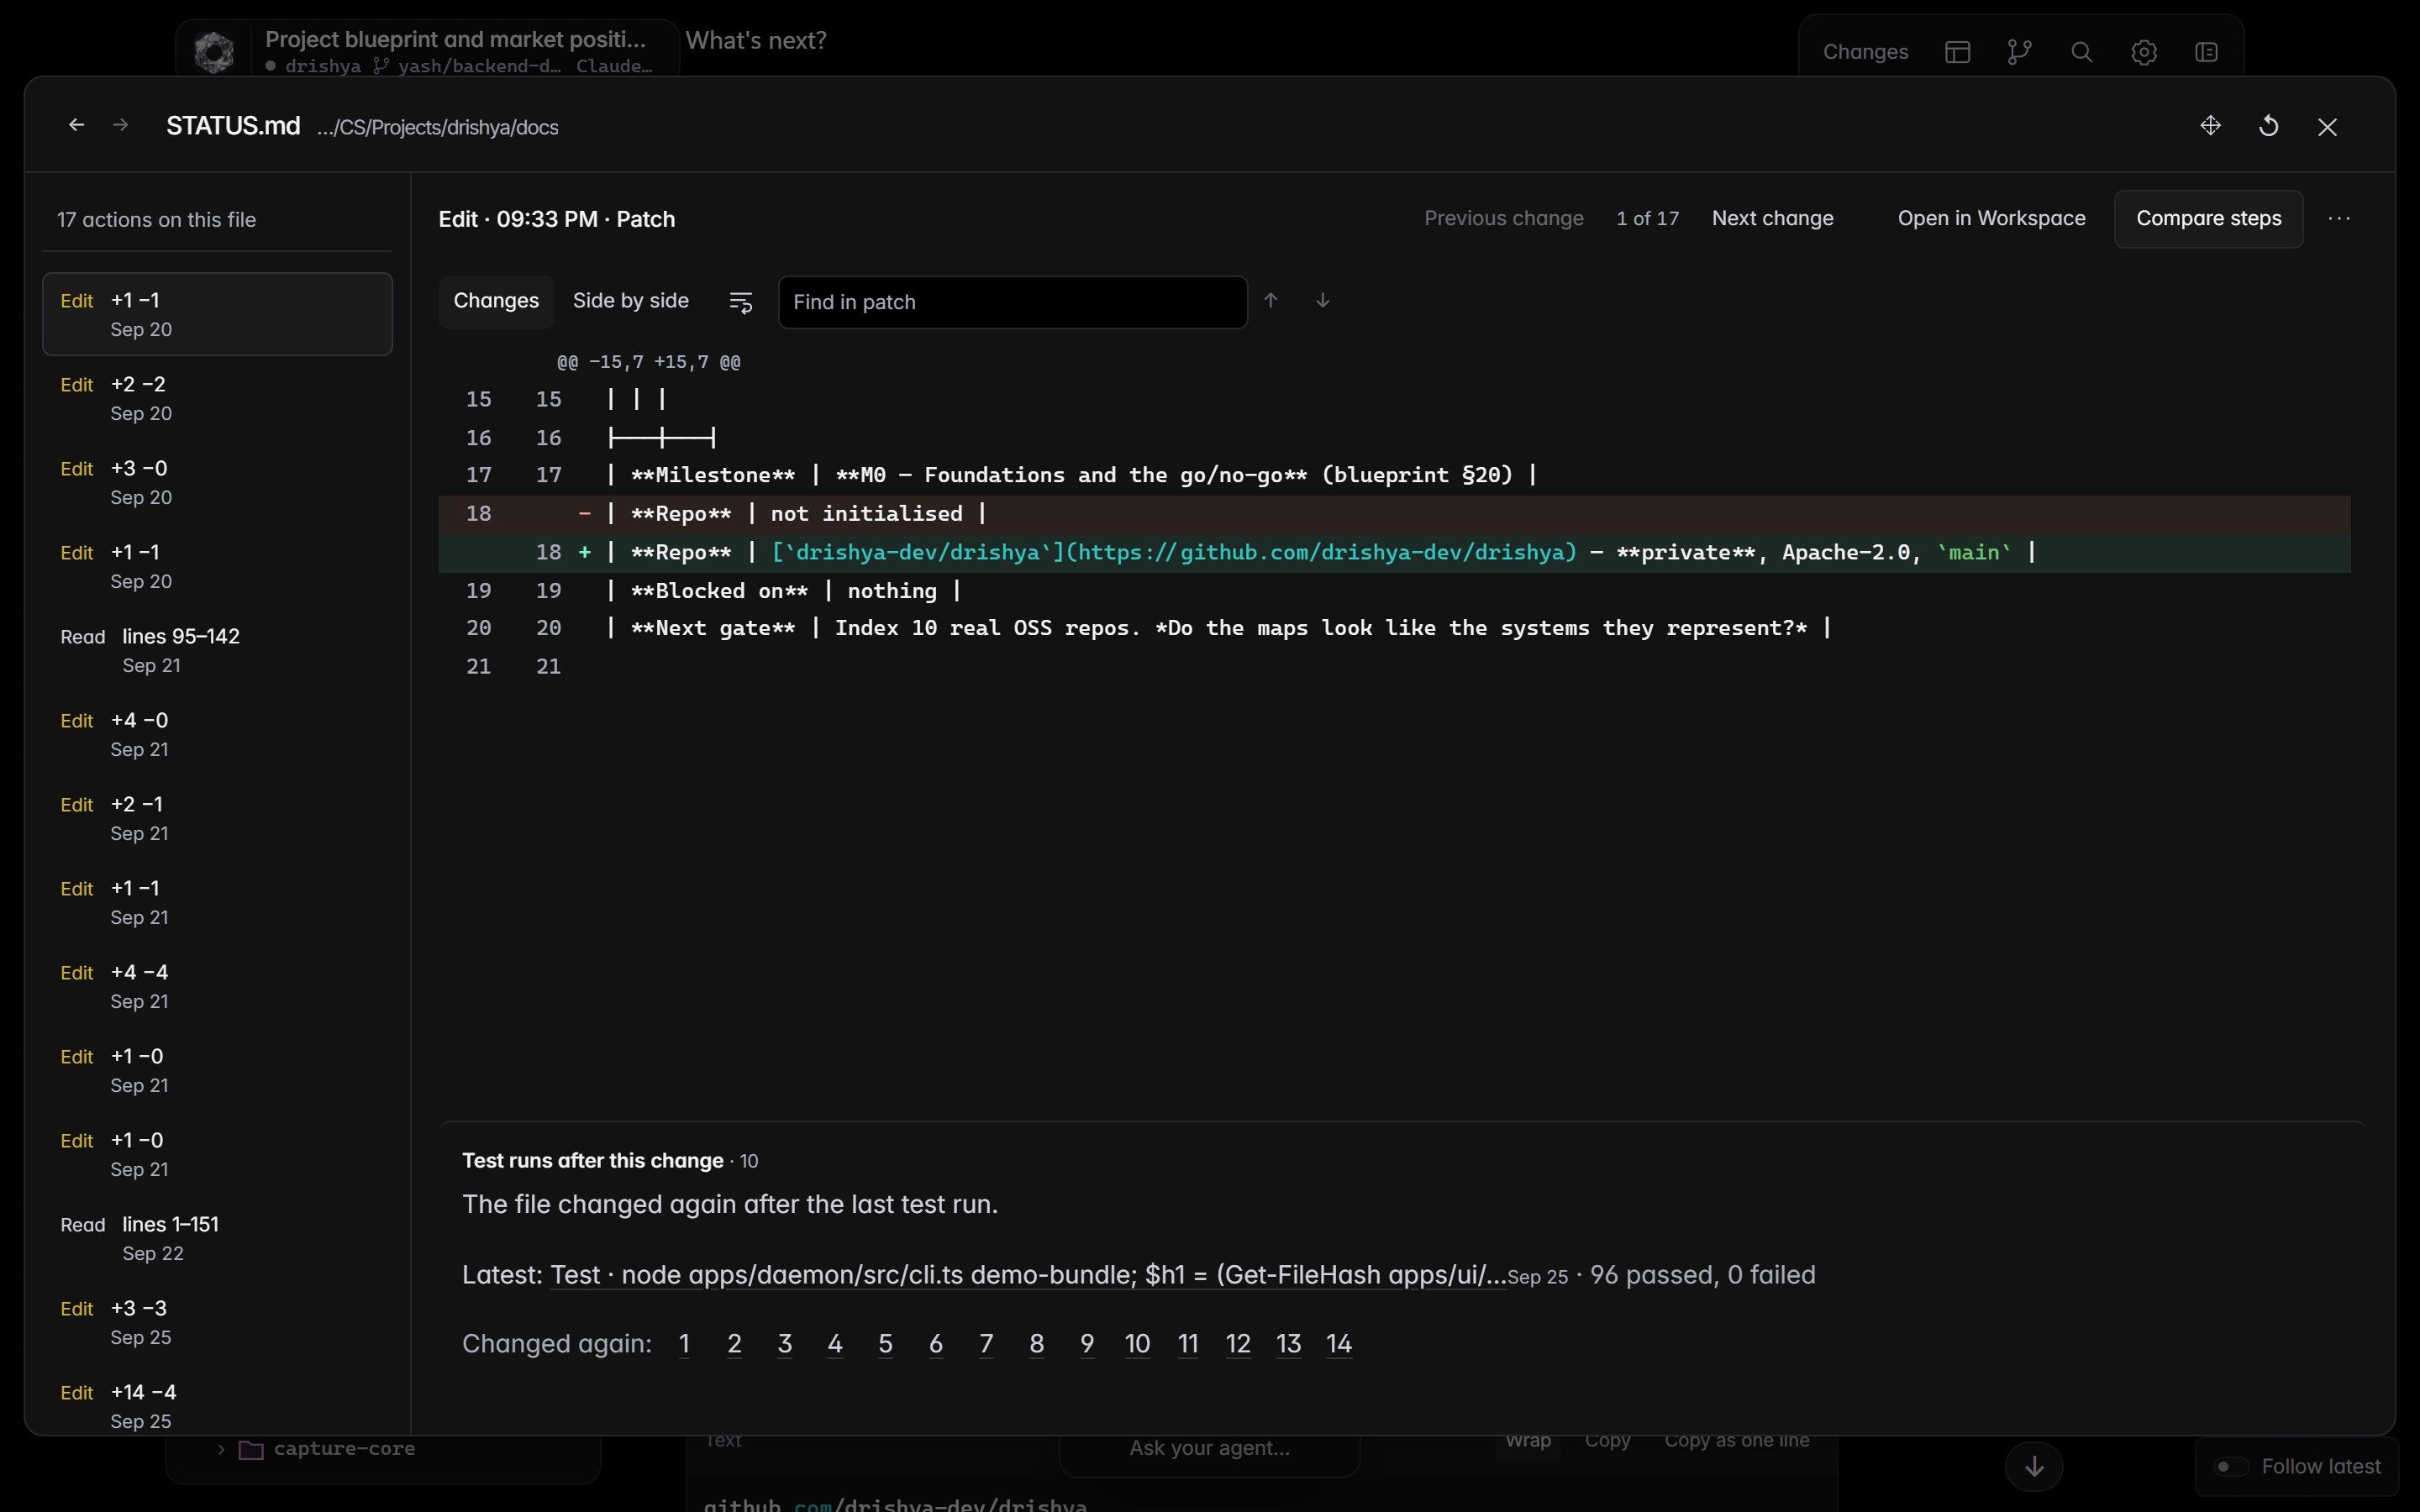 Project blueprint and market positi...
What's next?
drishya yash/backend-d… Claude…
Changes
STATUS.md …/CS/Projects/drishya/docs
17 actions on this file
Edit +1 −1
Sep 20
Edit +2 −2
Sep 20
Edit +3 −0
Sep 20
Edit +1 −1
Sep 20
Read lines 95–142
Sep 21
Edit +4 −0
Sep 21
Edit +2 −1
Sep 21
Edit +1 −1
Sep 21
Edit +4 −4
Sep 21
Edit +1 −0
Sep 21
Edit +1 −0
Sep 21
Read lines 1–151
Sep 22
Edit +3 −3
Sep 25
Edit +14 −4
Sep 25
Edit · 09:33 PM · Patch
Previous change 1 of 17 Next change Open in Workspace Compare steps ···
Changes Side by side Find in patch
@@ -15,7 +15,7 @@
15 15 | | |
16 16 |---|---|
17 17 | **Milestone** | **M0 — Foundations and the go/no-go** (blueprint §20) |
18 - | **Repo** | not initialised |
18 + | **Repo** | [`drishya-dev/drishya`](https://github.com/drishya-dev/drishya) — **private**, Apache-2.0, `main` |
19 19 | **Blocked on** | nothing |
20 20 | **Next gate** | Index 10 real OSS repos. *Do the maps look like the systems they represent?* |
21 21
Test runs after this change · 10
The file changed again after the last test run.
Latest: Test · node apps/daemon/src/cli.ts demo-bundle; $h1 = (Get-FileHash apps/ui/… Sep 25 · 96 passed, 0 failed
Changed again: 1 2 3 4 5 6 7 8 9 10 11 12 13 14
capture-core
Text
Ask your agent...
Wrap Copy Copy as one line
Follow latest
github.com/drishya-dev/drishya